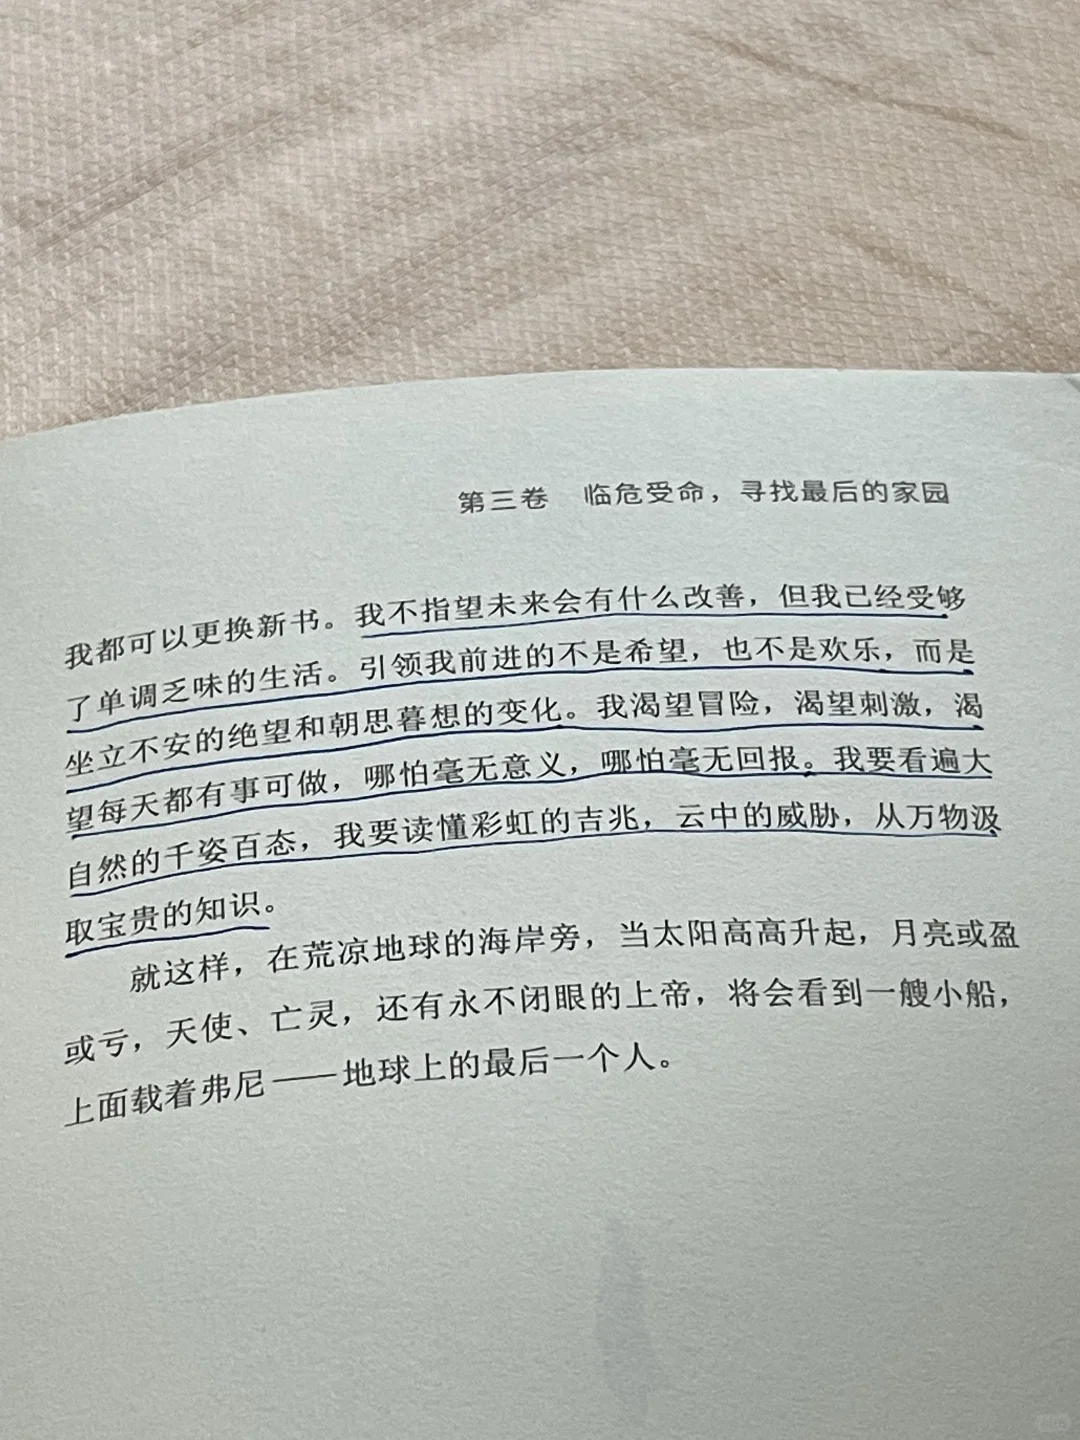 第三卷 临危受命，寻找最后的家园
我都可以更换新书。我不指望未来会有什么改善，但我已经受够
了单调乏味的生活。引领我前进的不是希望，也不是欢乐，而是
坐立不安的绝望和朝思暮想的变化。我渴望冒险，渴望刺激，渴
望每天都有事可做，哪怕毫无意义，哪怕毫无回报。我要看遍大
自然的千姿百态，我要读懂彩虹的吉兆，云中的威胁，从万物汲
取宝贵的知识。
就这样，在荒凉地球的海岸旁，当太阳高高升起，月亮或盈
或亏，天使、亡灵，还有永不闭眼的上帝，将会看到一艘小船，
上面载着弗尼——地球上的最后一个人。